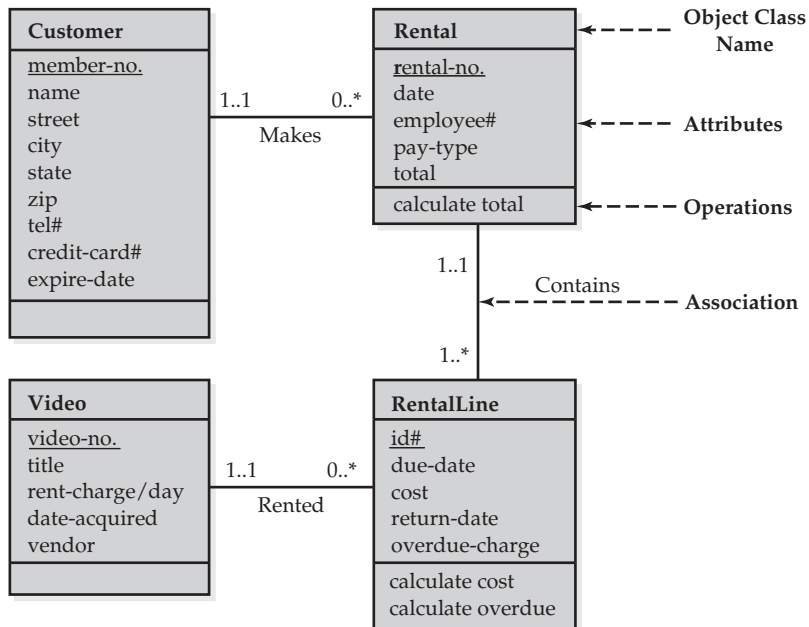 Customer
member-no.
name
street
city
state
zip
tel#
credit-card#
expire-date
1..1
0..*
Makes
Rental
rental-no.
date
employee#
pay-type
total
calculate total
Object Class
Name
Attributes
Operations
1..1
Contains
Association
1..*
Video
video-no.
title
rent-charge/day
date-acquired
vendor
1..1
0..*
Rented
RentalLine
id#
due-date
cost
return-date
overdue-charge
calculate cost
calculate overdue